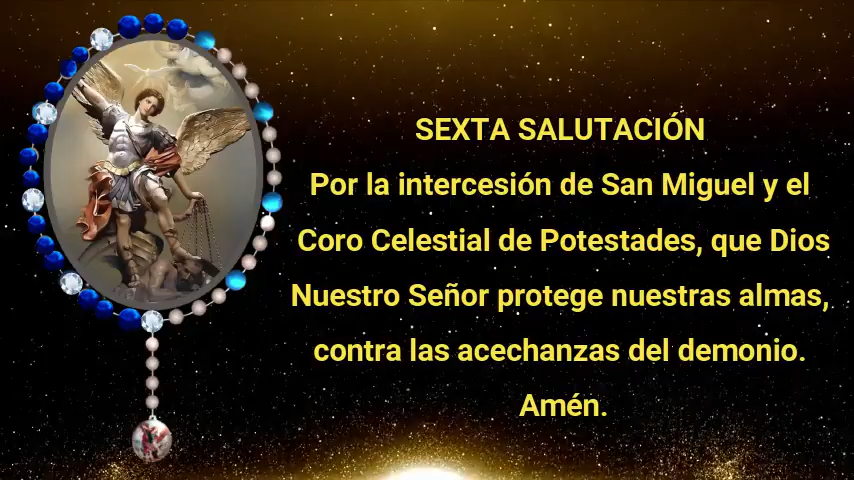 SEXTA SALUTACIÓN
Por la intercesión de San Miguel y el
Coro Celestial de Potestades, que Dios
Nuestro Señor protege nuestras almas,
contra las acechanzas del demonio.
Amén.